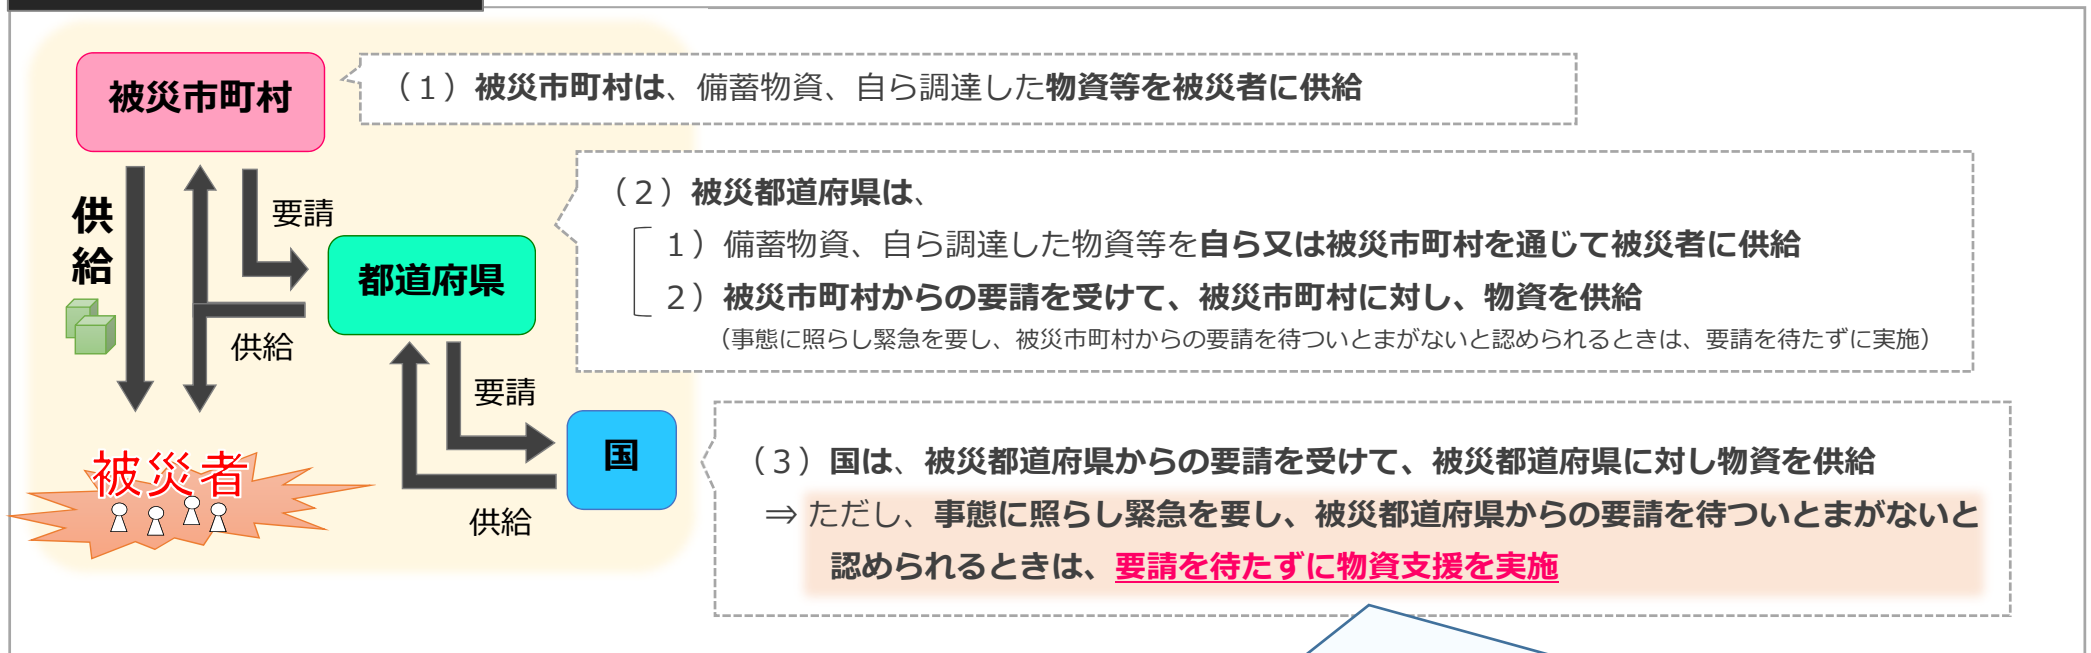 被災市町村
（１）被災市町村は、備蓄物資、自ら調達した物資等を被災者に供給
供給
要請
都道府県
供給
（２）被災都道府県は、
１）備蓄物資、自ら調達した物資等を自ら又は被災市町村を通じて被災者に供給
２）被災市町村からの要請を受けて、被災市町村に対し、物資を供給
（事態に照らし緊急を要し、被災市町村からの要請を待ついとまがないと認められるときは、要請を待たずに実施）
要請
国
供給
被災者
（３）国は、被災都道府県からの要請を受けて、被災都道府県に対し物資を供給
⇒ ただし、事態に照らし緊急を要し、被災都道府県からの要請を待ついとまがないと
認められるときは、要請を待たずに物資支援を実施